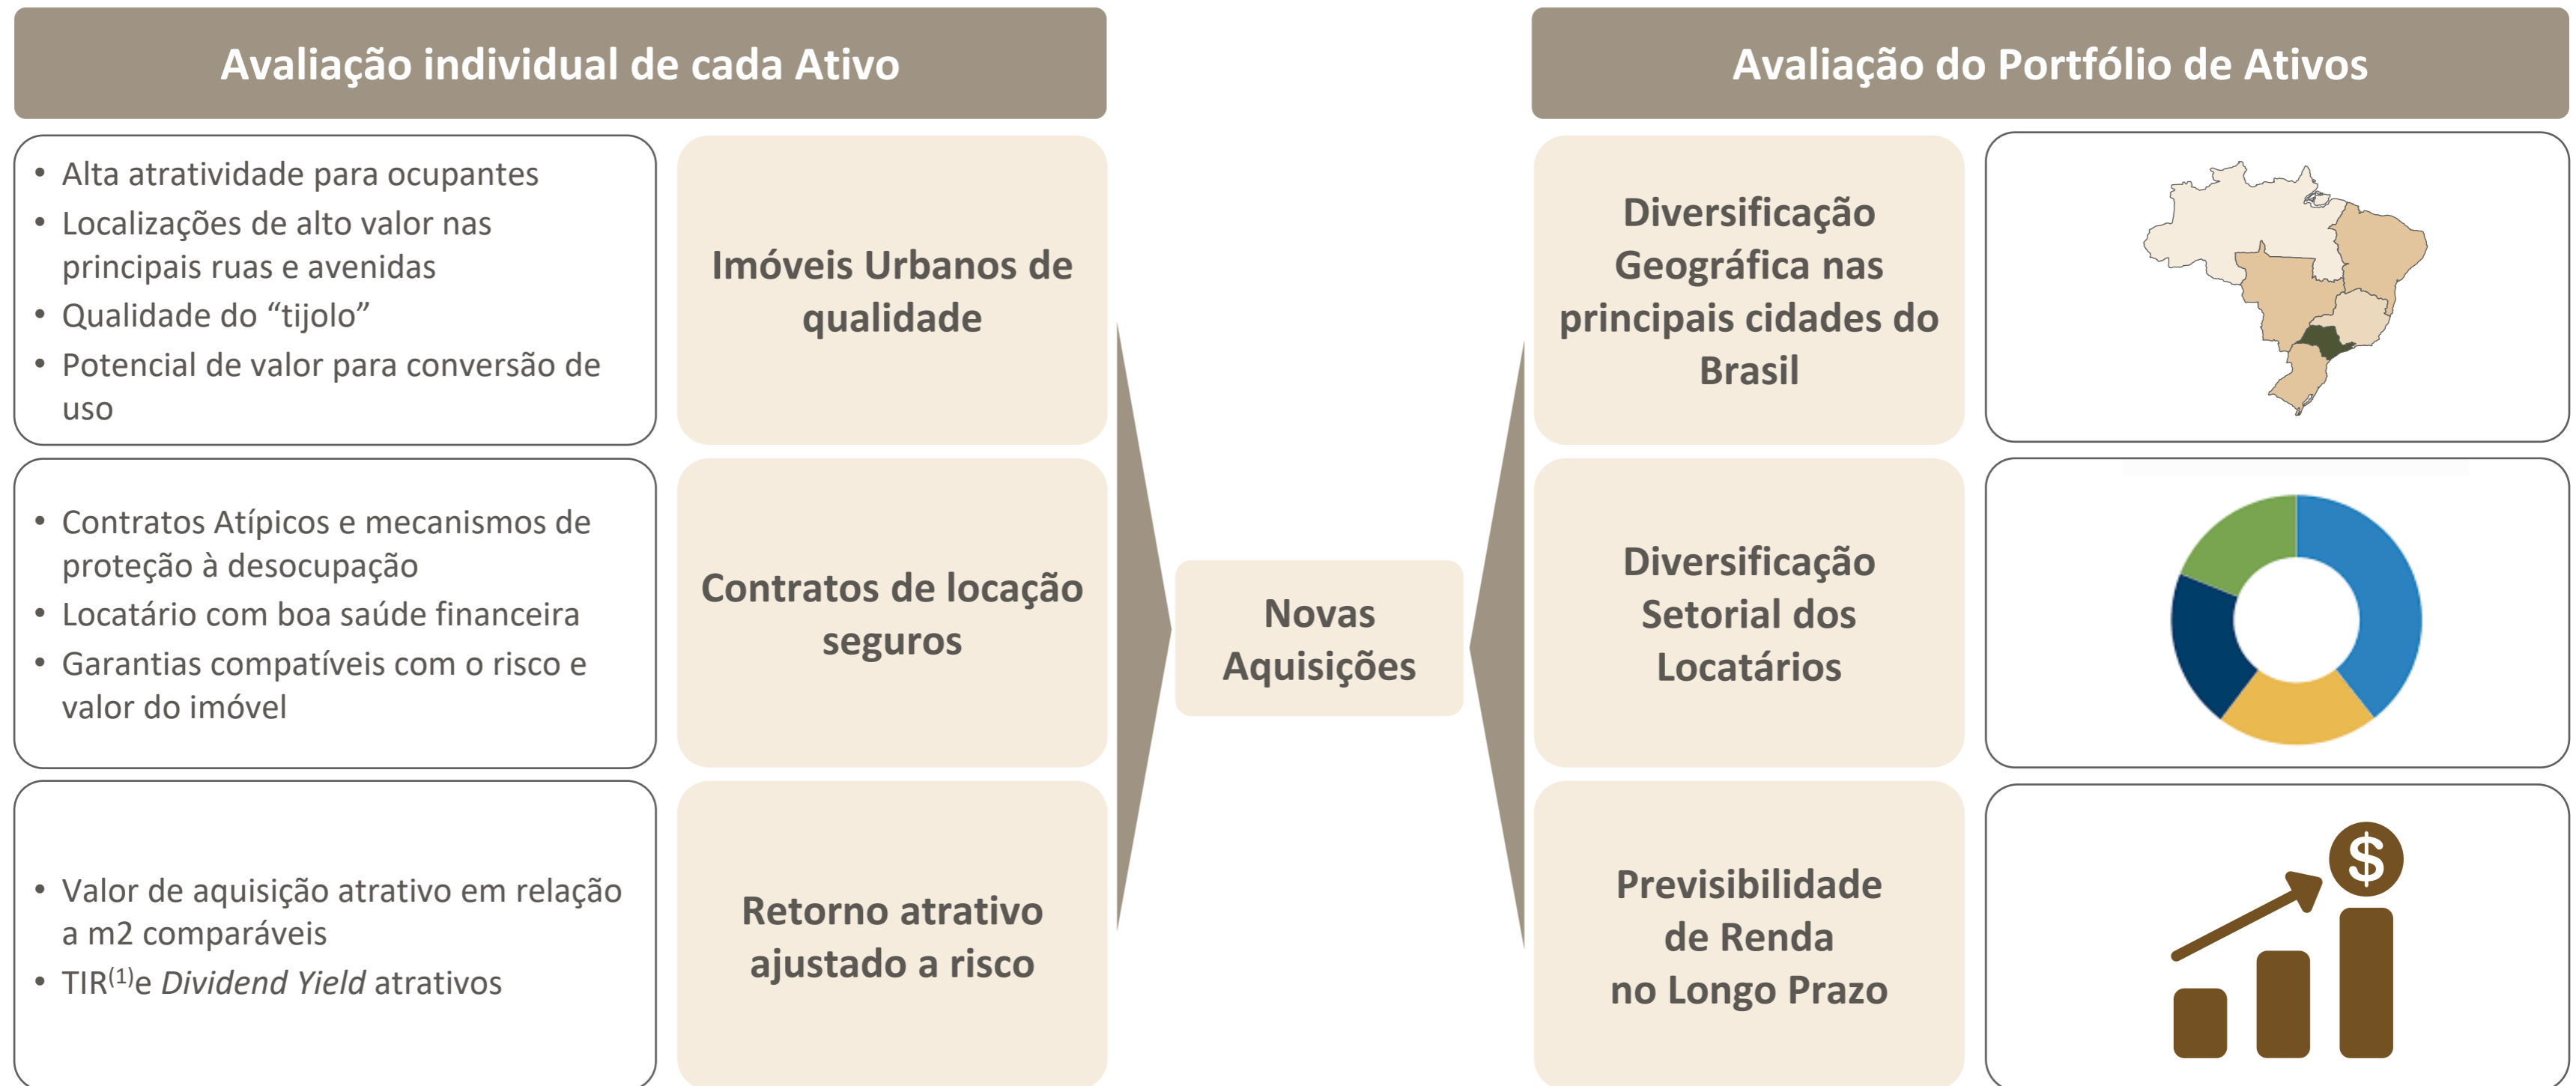 Avaliação individual de cada Ativo
• Alta atratividade para ocupantes
• Localizações de alto valor nas
principais ruas e avenidas
• Qualidade do “tijolo”
• Potencial de valor para conversão de
uso
Imóveis Urbanos de
qualidade
• Contratos Atípicos e mecanismos de
proteção à desocupação
• Locatário com boa saúde financeira
• Garantias compatíveis com o risco e
valor do imóvel
Contratos de locação
seguros
• Valor de aquisição atrativo em relação
a m2 comparáveis
• TIR(1)e Dividend Yield atrativos
Retorno atrativo
ajustado a risco
Novas
Aquisições
Avaliação do Portfólio de Ativos
Diversificação
Geográfica nas
principais cidades do
Brasil
Diversificação
Setorial dos
Locatários
Previsibilidade
de Renda
no Longo Prazo
$